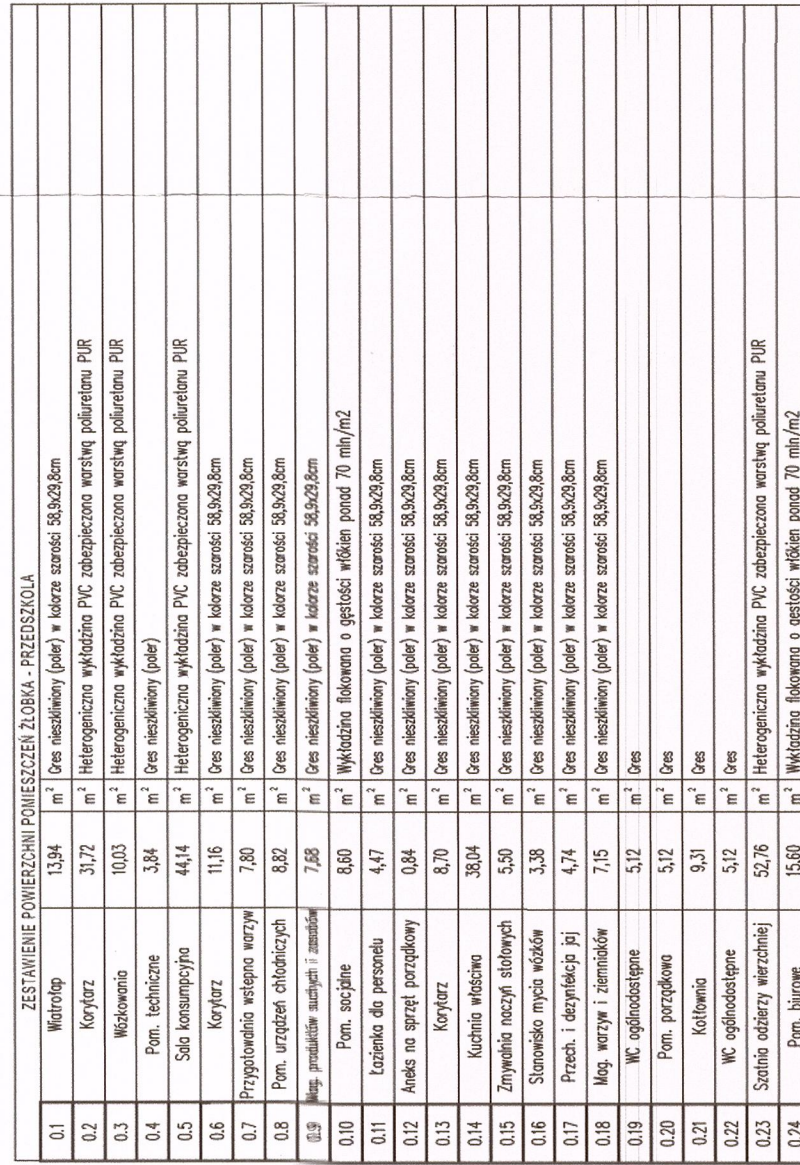 ZESTAWIENIE POWIERZCHNI POMIESZCZEŃ ŻŁOBKA - PRZEDSZKOLA
0.1 Wiatrołap 13,94 m² Gres nieszkliwiony (poler) w kolorze szarości 58,9x29,8cm
0.2 Korytarz 31,72 m² Heterogeniczna wykładzina PVC zabezpieczona warstwą poliuretanu PUR
0.3 Wózkowania 10,03 m² Heterogeniczna wykładzina PVC zabezpieczona warstwą poliuretanu PUR
0.4 Pom. techniczne 3,84 m² Gres nieszkliwiony (poler)
0.5 Sala konsumpcyjna 44,14 m² Heterogeniczna wykładzina PVC zabezpieczona warstwą poliuretanu PUR
0.6 Korytarz 11,16 m² Gres nieszkliwiony (poler) w kolorze szarości 58,9x29,8cm
0.7 Przygotowalnia wstępna warzyw 7,80 m² Gres nieszkliwiony (poler) w kolorze szarości 58,9x29,8cm
0.8 Pom. urządzeń chłodniczych 8,82 m² Gres nieszkliwiony (poler) w kolorze szarości 58,9x29,8cm
0.9 Mag. produktów suchych i zasobów 7,68 m² Gres nieszkliwiony (poler) w kolorze szarości 58,9x29,8cm
0.10 Pom. socjalne 8,60 m² Wykładzina flokowana o gęstości włókien ponad 70 mln/m2
0.11 Łazienka dla personelu 4,47 m² Gres nieszkliwiony (poler) w kolorze szarości 58,9x29,8cm
0.12 Aneks na sprzęt porządkowy 0,84 m² Gres nieszkliwiony (poler) w kolorze szarości 58,9x29,8cm
0.13 Korytarz 8,70 m² Gres nieszkliwiony (poler) w kolorze szarości 58,9x29,8cm
0.14 Kuchnia właściwa 38,04 m² Gres nieszkliwiony (poler) w kolorze szarości 58,9x29,8cm
0.15 Zmywalnia naczyń stołowych 5,50 m² Gres nieszkliwiony (poler) w kolorze szarości 58,9x29,8cm
0.16 Stanowisko mycia wózków 3,38 m² Gres nieszkliwiony (poler) w kolorze szarości 58,9x29,8cm
0.17 Przech. i dezynfekcja jaj 4,74 m² Gres nieszkliwiony (poler) w kolorze szarości 58,9x29,8cm
0.18 Mag. warzyw i ziemniaków 7,15 m² Gres nieszkliwiony (poler) w kolorze szarości 58,9x29,8cm
0.19 WC ogólnodostępne 5,12 m² Gres
0.20 Pom. porządkowa 5,12 m² Gres
0.21 Kotłownia 9,31 m² Gres
0.22 WC ogólnodostępne 5,12 m² Gres
0.23 Szatnia odzierzy wierzchniej 52,76 m² Heterogeniczna wykładzina PVC zabezpieczona warstwą poliuretanu PUR
0.24 Pom. biurowe 15,60 m² Wykładzina flokowana o gęstości włókien ponad 70 mln/m2